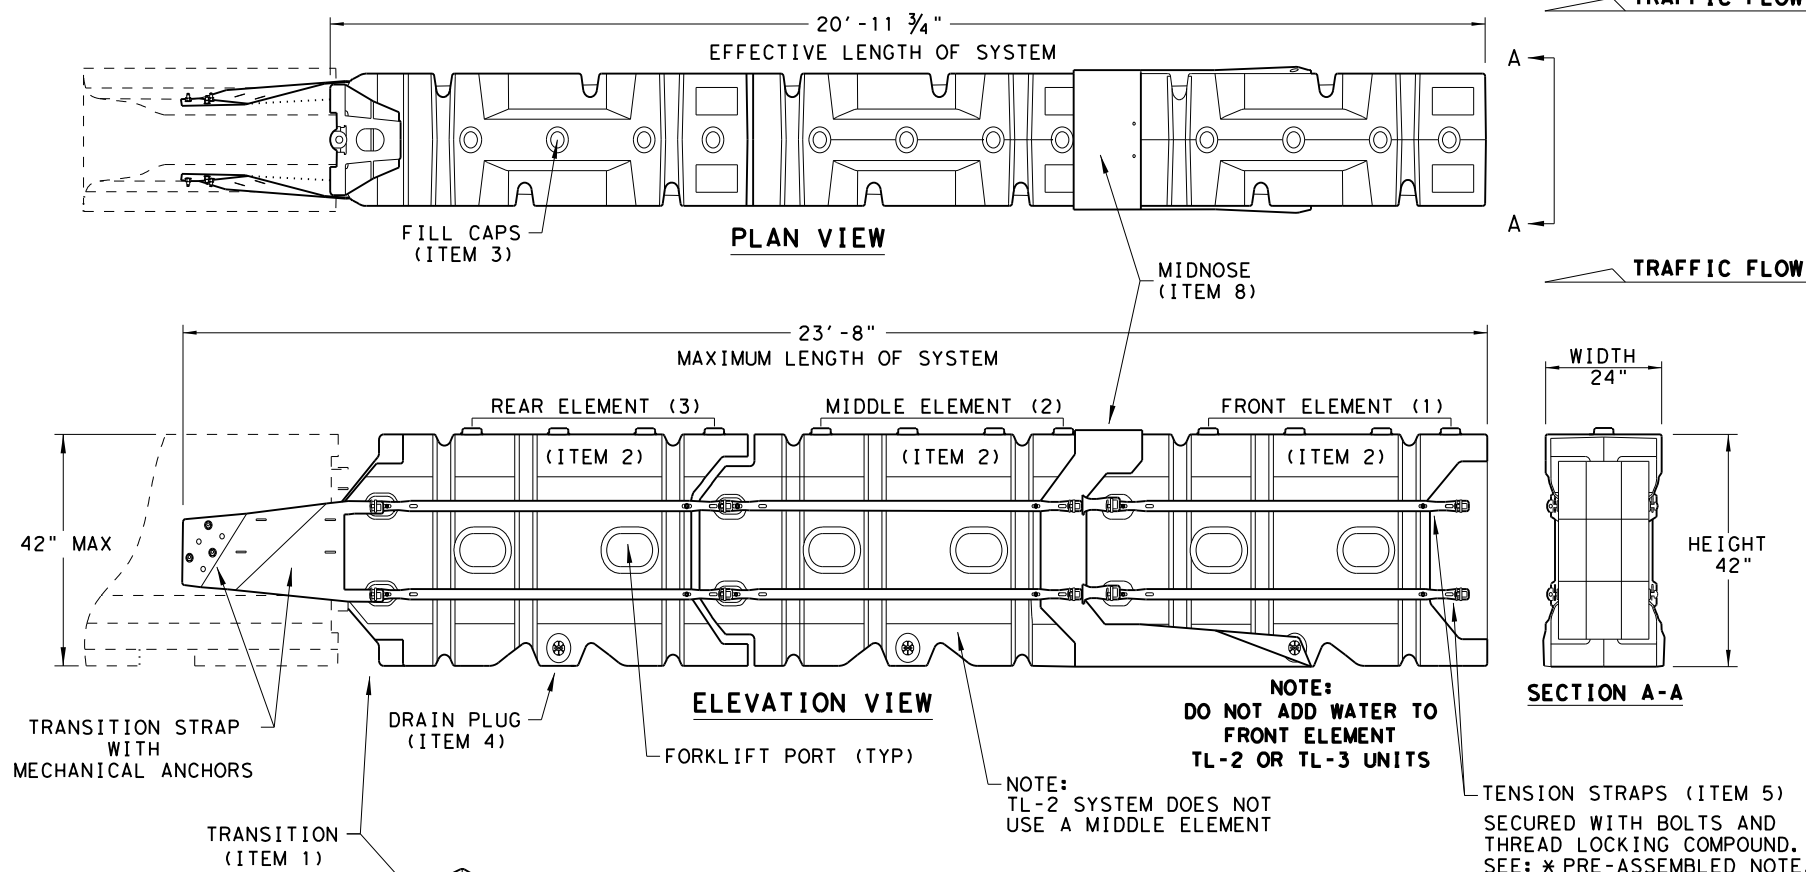 TRAFFIC FLOW
20'-11 ¾"
EFFECTIVE LENGTH OF SYSTEM
A
A
FILL CAPS
(ITEM 3)
PLAN VIEW
MIDNOSE
(ITEM 8)
TRAFFIC FLOW
23'-8"
MAXIMUM LENGTH OF SYSTEM
WIDTH
24"
REAR ELEMENT (3)
MIDDLE ELEMENT (2)
FRONT ELEMENT (1)
(ITEM 2)
(ITEM 2)
(ITEM 2)
42" MAX
HEIGHT
42"
ELEVATION VIEW
SECTION A-A
NOTE:
DO NOT ADD WATER TO
FRONT ELEMENT
TL-2 OR TL-3 UNITS
TRANSITION STRAP
WITH
MECHANICAL ANCHORS
DRAIN PLUG
(ITEM 4)
FORKLIFT PORT (TYP)
NOTE:
TL-2 SYSTEM DOES NOT
USE A MIDDLE ELEMENT
TENSION STRAPS (ITEM 5)
SECURED WITH BOLTS AND
THREAD LOCKING COMPOUND.
SEE: * PRE-ASSEMBLED NOTE.
TRANSITION
(ITEM 1)